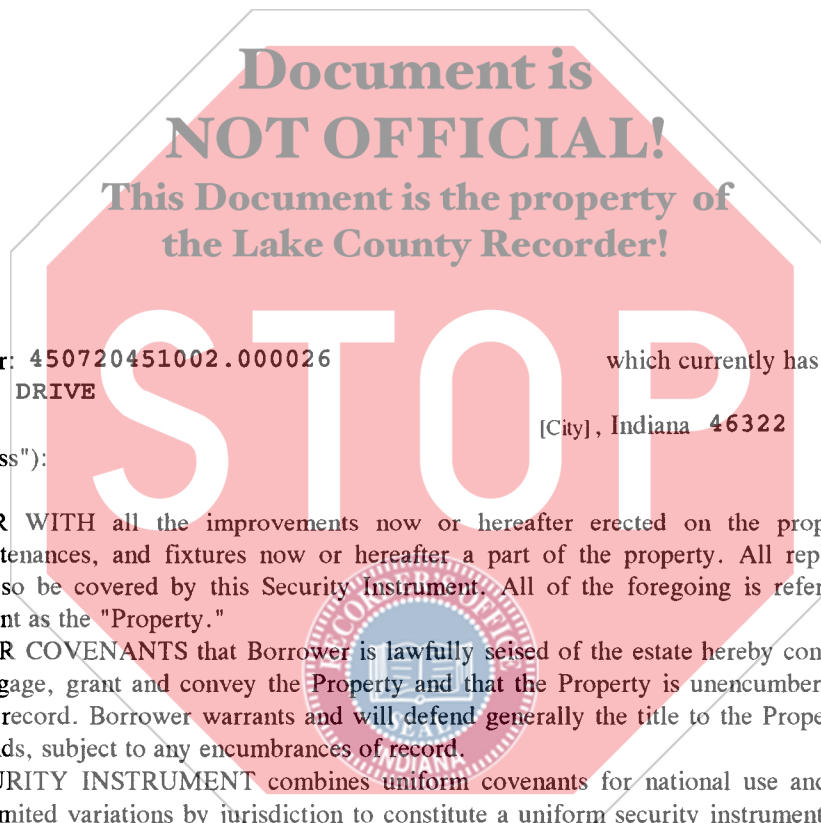 Document is
NOT OFFICIAL!
This Document is the property of
the Lake County Recorder!
STOP
r: 450720451002.000026 which currently has
DRIVE
[City], Indiana 46322
ss"):
R WITH all the improvements now or hereafter erected on the prop
tenances, and fixtures now or hereafter a part of the property. All rep
so be covered by this Security Instrument. All of the foregoing is refer
nt as the "Property."
R COVENANTS that Borrower is lawfully seised of the estate hereby con
gage, grant and convey the Property and that the Property is unencumber
record. Borrower warrants and will defend generally the title to the Prope
ds, subject to any encumbrances of record.
URITY INSTRUMENT combines uniform covenants for national use and
mited variations by jurisdiction to constitute a uniform security instrument
RECORDER OFFICE
SEAL
INDIANA